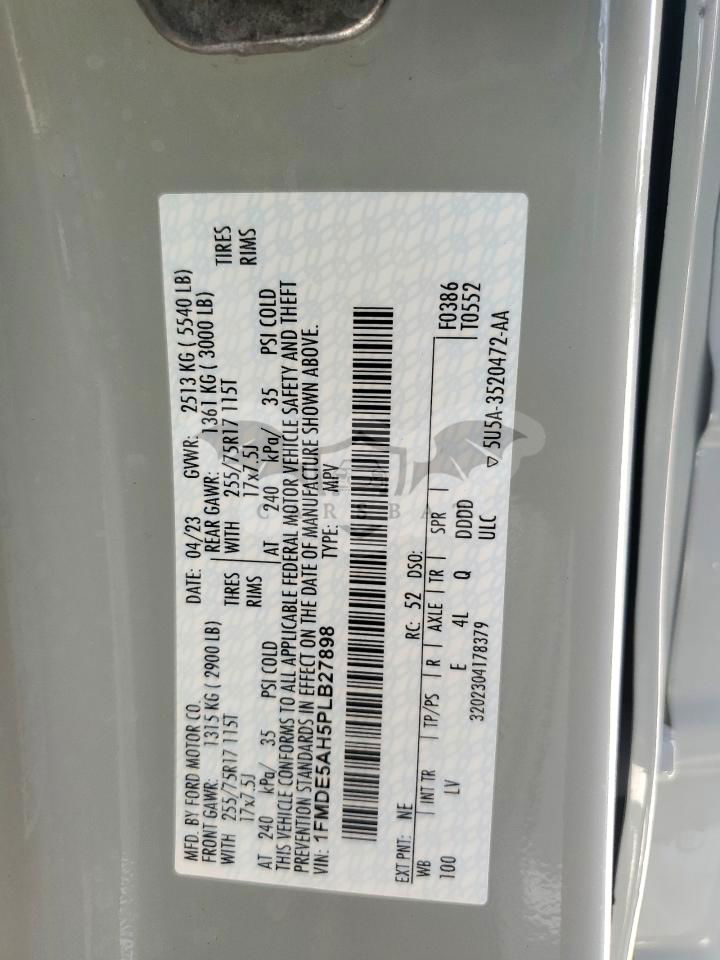 MFD. BY FORD MOTOR CO. DATE: 04/23 GVWR: 2513 KG ( 5540 LB)
FRONT GAWR: 1315 KG ( 2900 LB) REAR GAWR: 1361 KG ( 3000 LB)
WITH 255/75R17 115T TIRES WITH 255/75R17 115T TIRES
17x7.5J RIMS 17x7.5J RIMS
AT 240 kPa/ 35 PSI COLD AT 240 kPa/ 35 PSI COLD
THIS VEHICLE CONFORMS TO ALL APPLICABLE FEDERAL MOTOR VEHICLE SAFETY AND THEFT
PREVENTION STANDARDS IN EFFECT ON THE DATE OF MANUFACTURE SHOWN ABOVE.
VIN: 1FMDE5AH5PLB27898 TYPE: MPV
EXT PNT: NE RC: 52 DSO: F0386
WB INT TR TP/PS R AXLE TR SPR T0552
100 LV E 4L Q DDDD
3202304178379 ULC ▽ 5U5A-3520472-AA